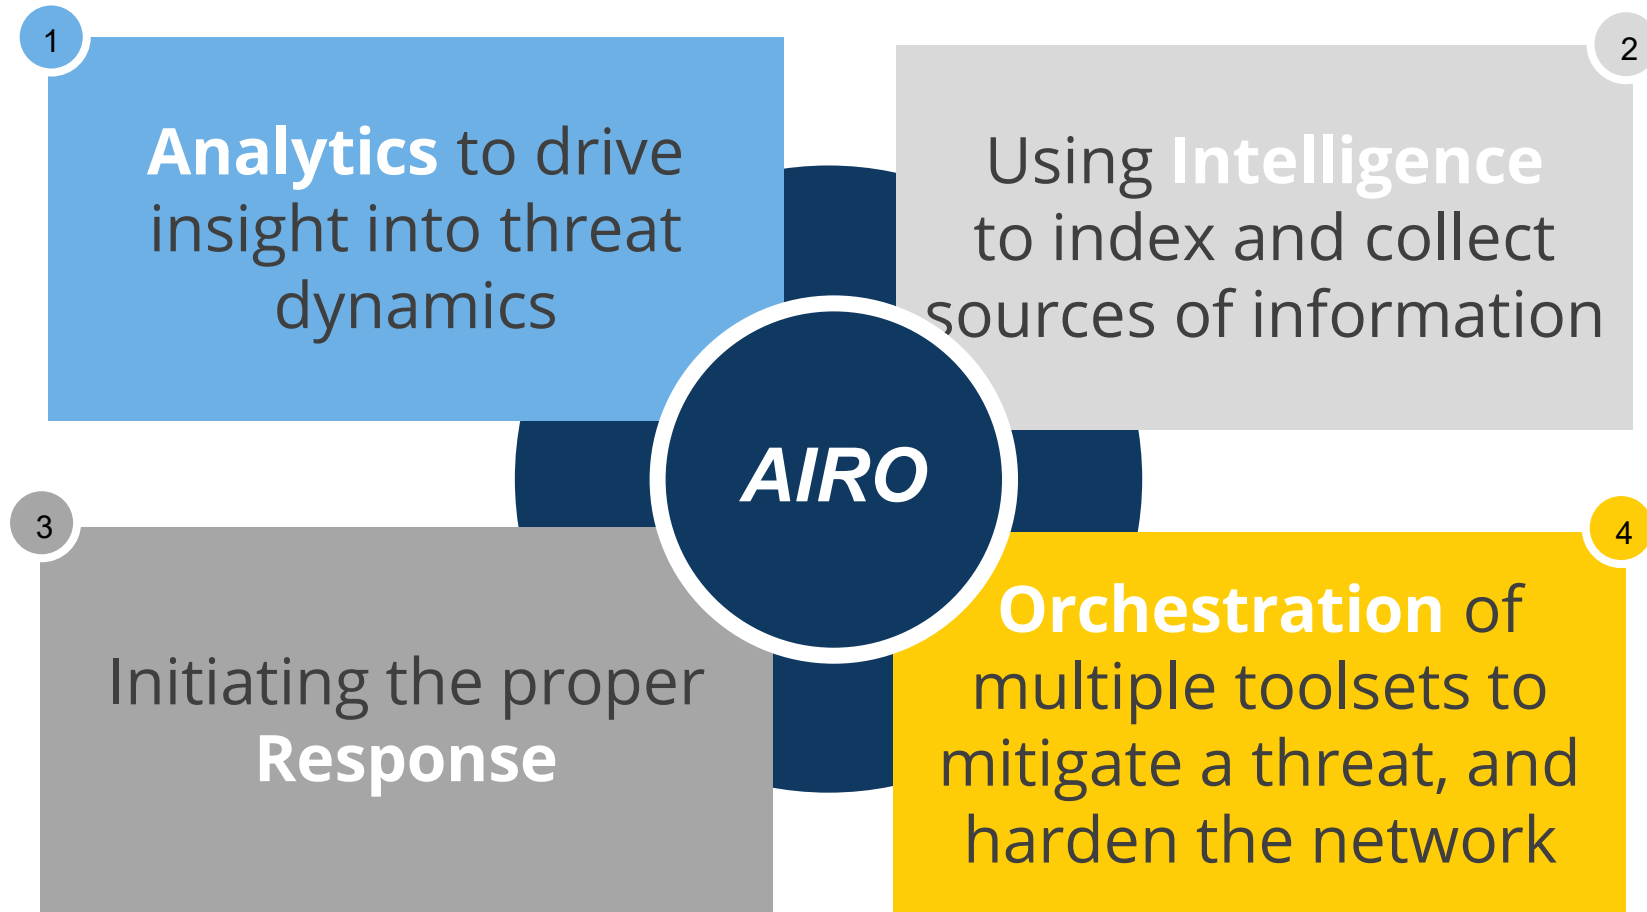 1
Analytics to drive
insight into threat
dynamics
2
Using Intelligence
to index and collect
sources of information
AIRO
3
Initiating the proper
Response
4
Orchestration of
multiple toolsets to
mitigate a threat, and
harden the network